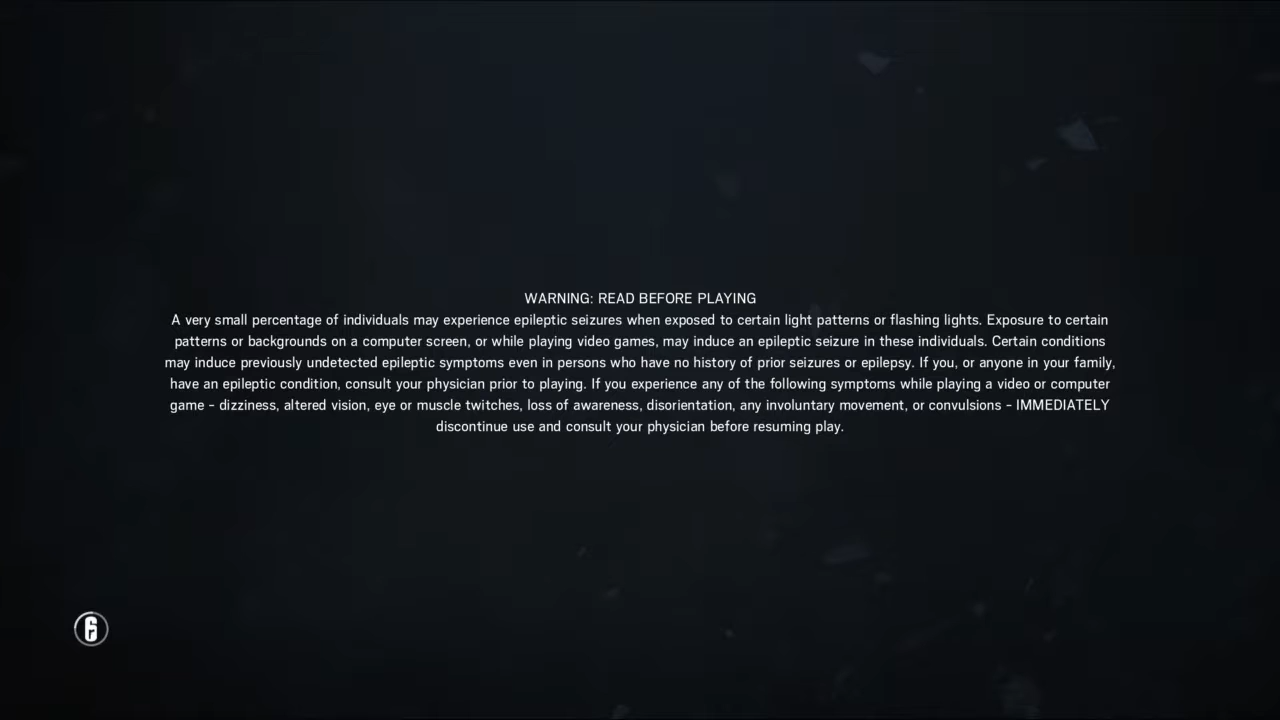 WARNING: READ BEFORE PLAYING
A very small percentage of individuals may experience epileptic seizures when exposed to certain light patterns or flashing lights. Exposure to certain
patterns or backgrounds on a computer screen, or while playing video games, may induce an epileptic seizure in these individuals. Certain conditions
may induce previously undetected epileptic symptoms even in persons who have no history of prior seizures or epilepsy. If you, or anyone in your family,
have an epileptic condition, consult your physician prior to playing. If you experience any of the following symptoms while playing a video or computer
game - dizziness, altered vision, eye or muscle twitches, loss of awareness, disorientation, any involuntary movement, or convulsions - IMMEDIATELY
discontinue use and consult your physician before resuming play.
6